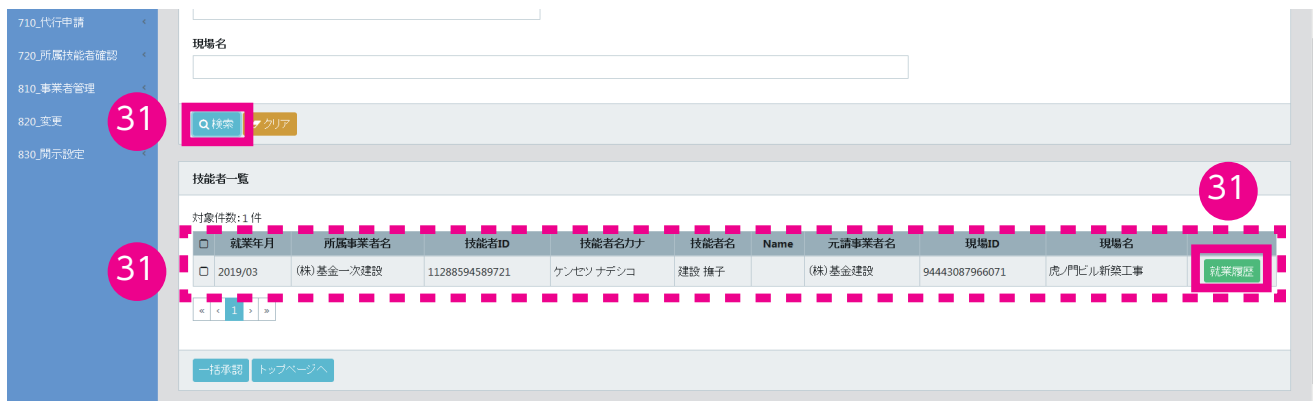 710_代行申請
720_所属技能者確認
810_事業者管理
820_変更
830_開示設定
現場名
31
検索 クリア
技能者一覧
31
対象件数:1 件
就業年月 所属事業者名 技能者ID 技能者名カナ 技能者名 Name 元請事業者名 現場ID 現場名
31
2019/03 (株)基金一次建設 11288594589721 ケンセツ ナデシコ 建設 撫子 (株)基金建設 94443087966071 虎ノ門ビル新築工事 就業履歴
« ‹ 1 › »
一括承認 トップページへ